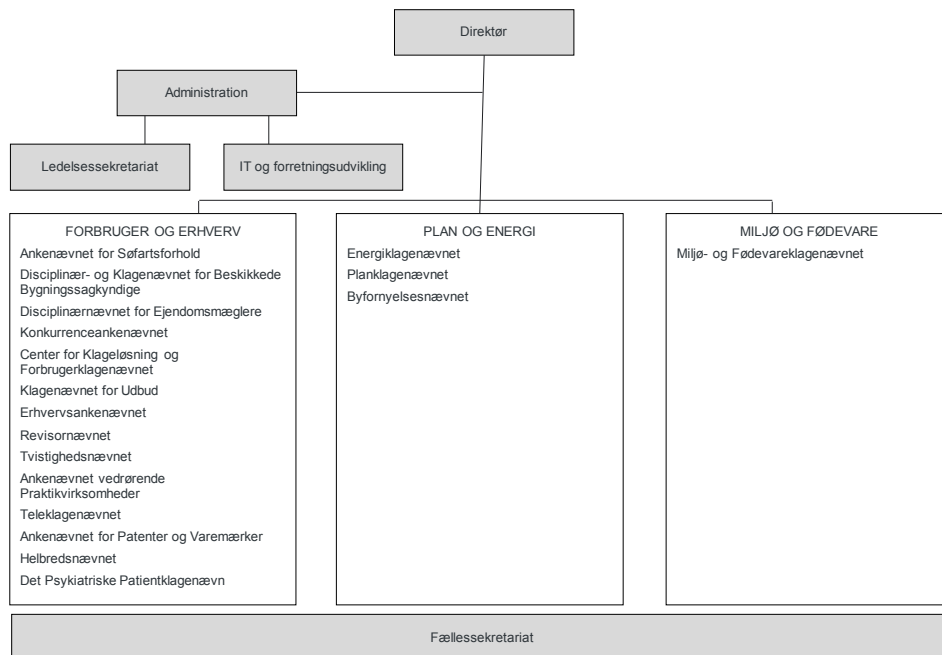 Direktør
Administration
Ledelsessekretariat
IT og forretningsudvikling
FORBRUGER OG ERHVERV
Ankenævnet for Søfartsforhold
Disciplinær- og Klagenævnet for Beskikkede
Bygningssagkyndige
Disciplinærnævnet for Ejendomsmæglere
Konkurrenceankenævnet
Center for Klageløsning og
Forbrugerklagenævnet
Klagenævnet for Udbud
Erhvervsankenævnet
Revisornævnet
Tvistighedsnævnet
Ankenævnet vedrørende
Praktikvirksomheder
Teleklagenævnet
Ankenævnet for Patenter og Varemærker
Helbredsnævnet
Det Psykiatriske Patientklagenævn
PLAN OG ENERGI
Energiklagenævnet
Planklagenævnet
Byfornyelsesnævnet
MILJØ OG FØDEVARE
Miljø- og Fødevareklagenævnet
Fællessekretariat